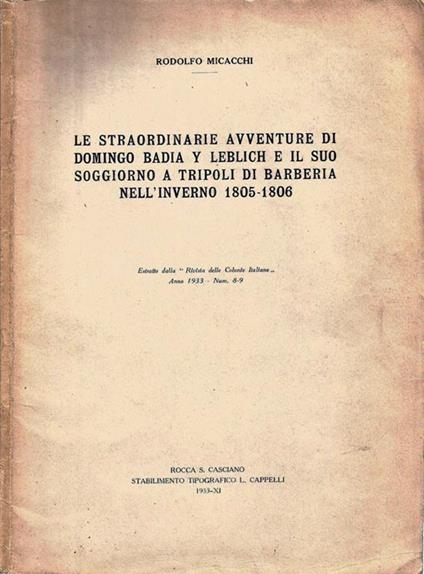 RODOLFO MICACCHI
LE STRAORDINARIE AVVENTURE DI
DOMINGO BADIA Y LEBLICH E IL SUO
SOGGIORNO A TRIPOLI DI BARBERIA
NELL'INVERNO 1805-1806
Estratto dalla " Rivista delle Colonie Italiane „
Anno 1933 - Num. 8-9
ROCCA S. CASCIANO
STABILIMENTO TIPOGRAFICO L. CAPPELLI
1933-XI